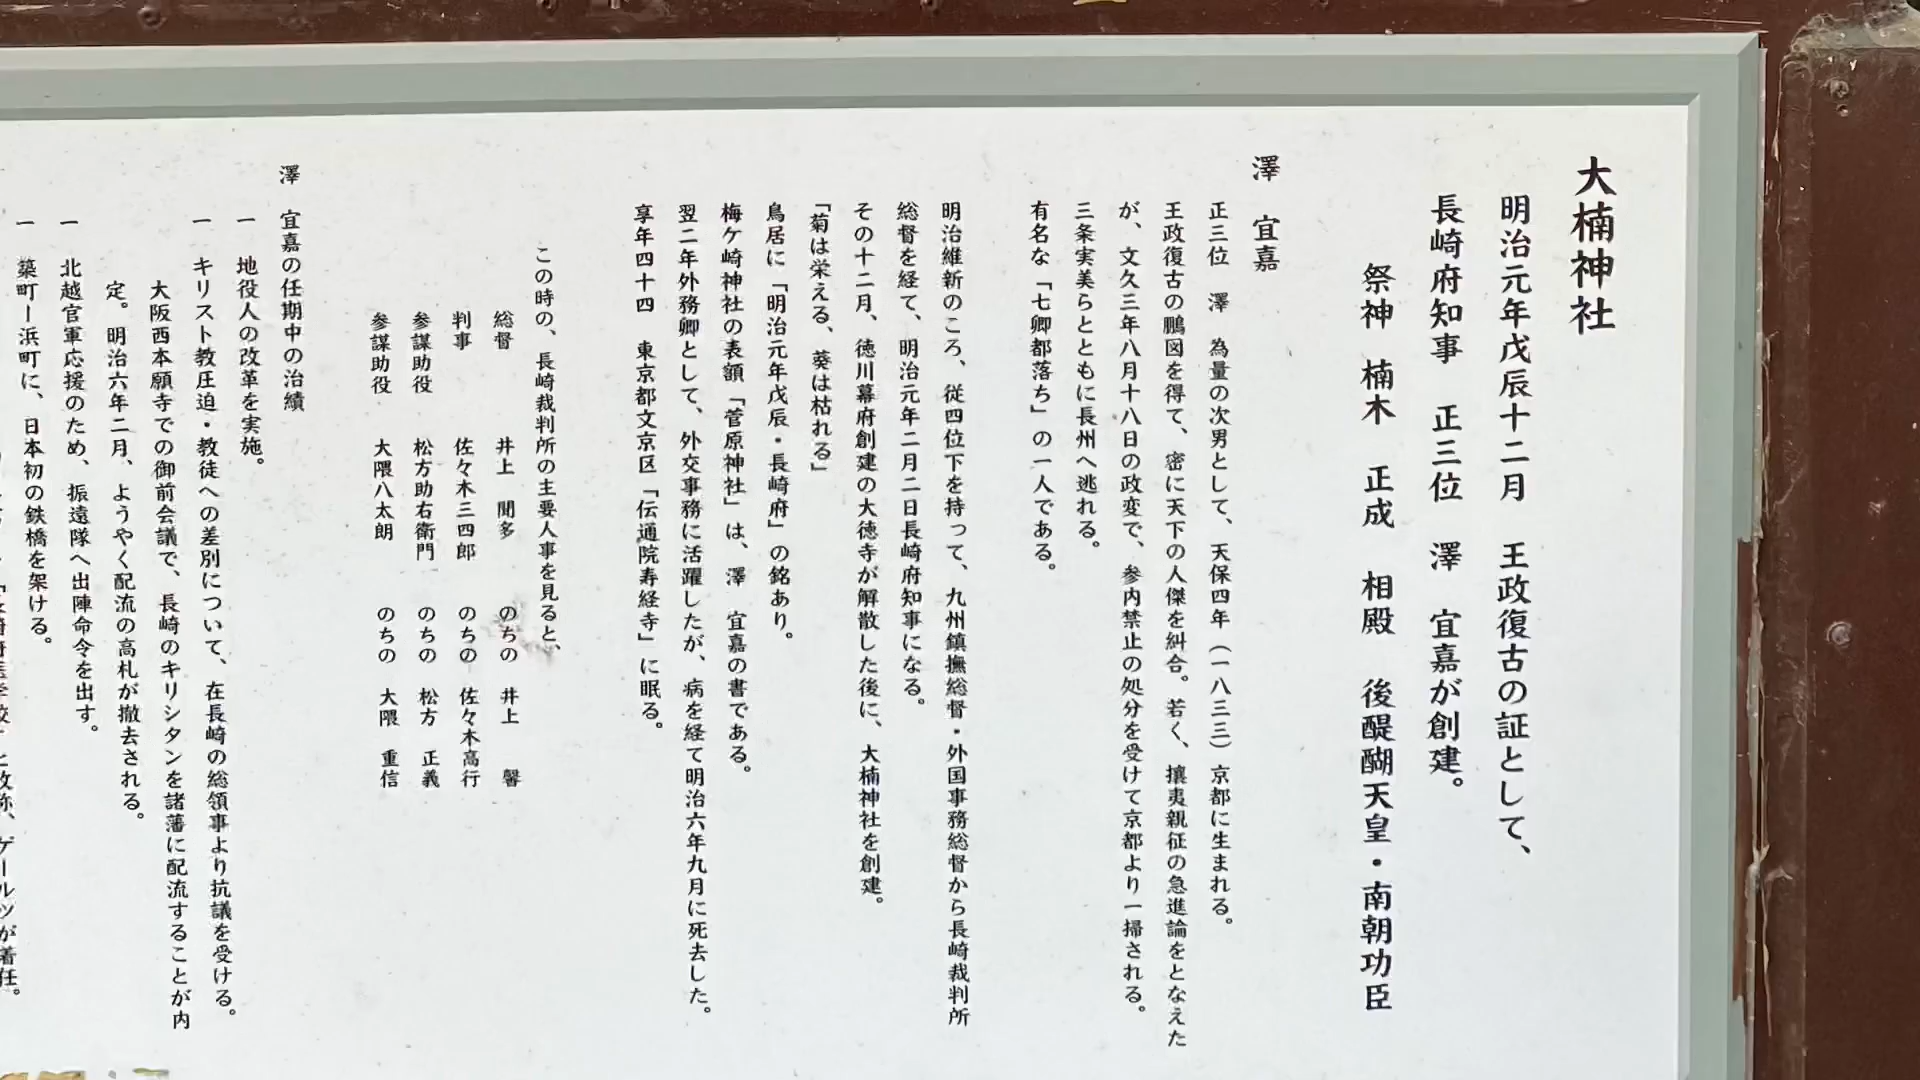 大楠神社
明治元年戊辰十二月　王政復古の証として、
長崎府知事　正三位　澤　宜嘉が創建。
祭神　楠木　正成　相殿　後醍醐天皇・南朝功臣
澤　宜嘉
正三位　澤　為量の次男として、天保四年（一八三三）京都に生まれる。
王政復古の鵬図を得て、密に天下の人傑を糾合。若く、攘夷親征の急進論をとなえた
が、文久三年八月十八日の政変で、参内禁止の処分を受けて京都より一掃される。
三条実美らとともに長州へ逃れる。
有名な「七卿都落ち」の一人である。
明治維新のころ、従四位下を持って、九州鎮撫総督・外国事務総督から長崎裁判所
総督を経て、明治元年二月二日長崎府知事になる。
その十二月、徳川幕府創建の大徳寺が解散した後に、大楠神社を創建。
「菊は栄える、葵は枯れる」
鳥居に「明治元年戊辰・長崎府」の銘あり。
梅ケ崎神社の表額「菅原神社」は、澤　宜嘉の書である。
翌二年外務卿として、外交事務に活躍したが、病を経て明治六年九月に死去した。
享年四十四　東京都文京区「伝通院寿経寺」に眠る。
この時の、長崎裁判所の主要人事を見ると、
総督　井上　聞多　のちの　井上　馨
判事　佐々木三四郎　のちの　佐々木高行
参謀助役　松方助右衛門　のちの　松方　正義
参謀助役　大隈八太朗　のちの　大隈　重信
澤　宜嘉の任期中の治績
一　地役人の改革を実施。
一　キリスト教圧迫・教徒への差別について、在長崎の総領事より抗議を受ける。
大阪西本願寺での御前会議で、長崎のキリシタンを諸藩に配流することが内
定。明治六年二月、ようやく配流の高札が撤去される。
一　北越官軍応援のため、振遠隊へ出陣命令を出す。
一　築町ー浜町に、日本初の鉄橋を架ける。
と改称、ゲールツが着任。